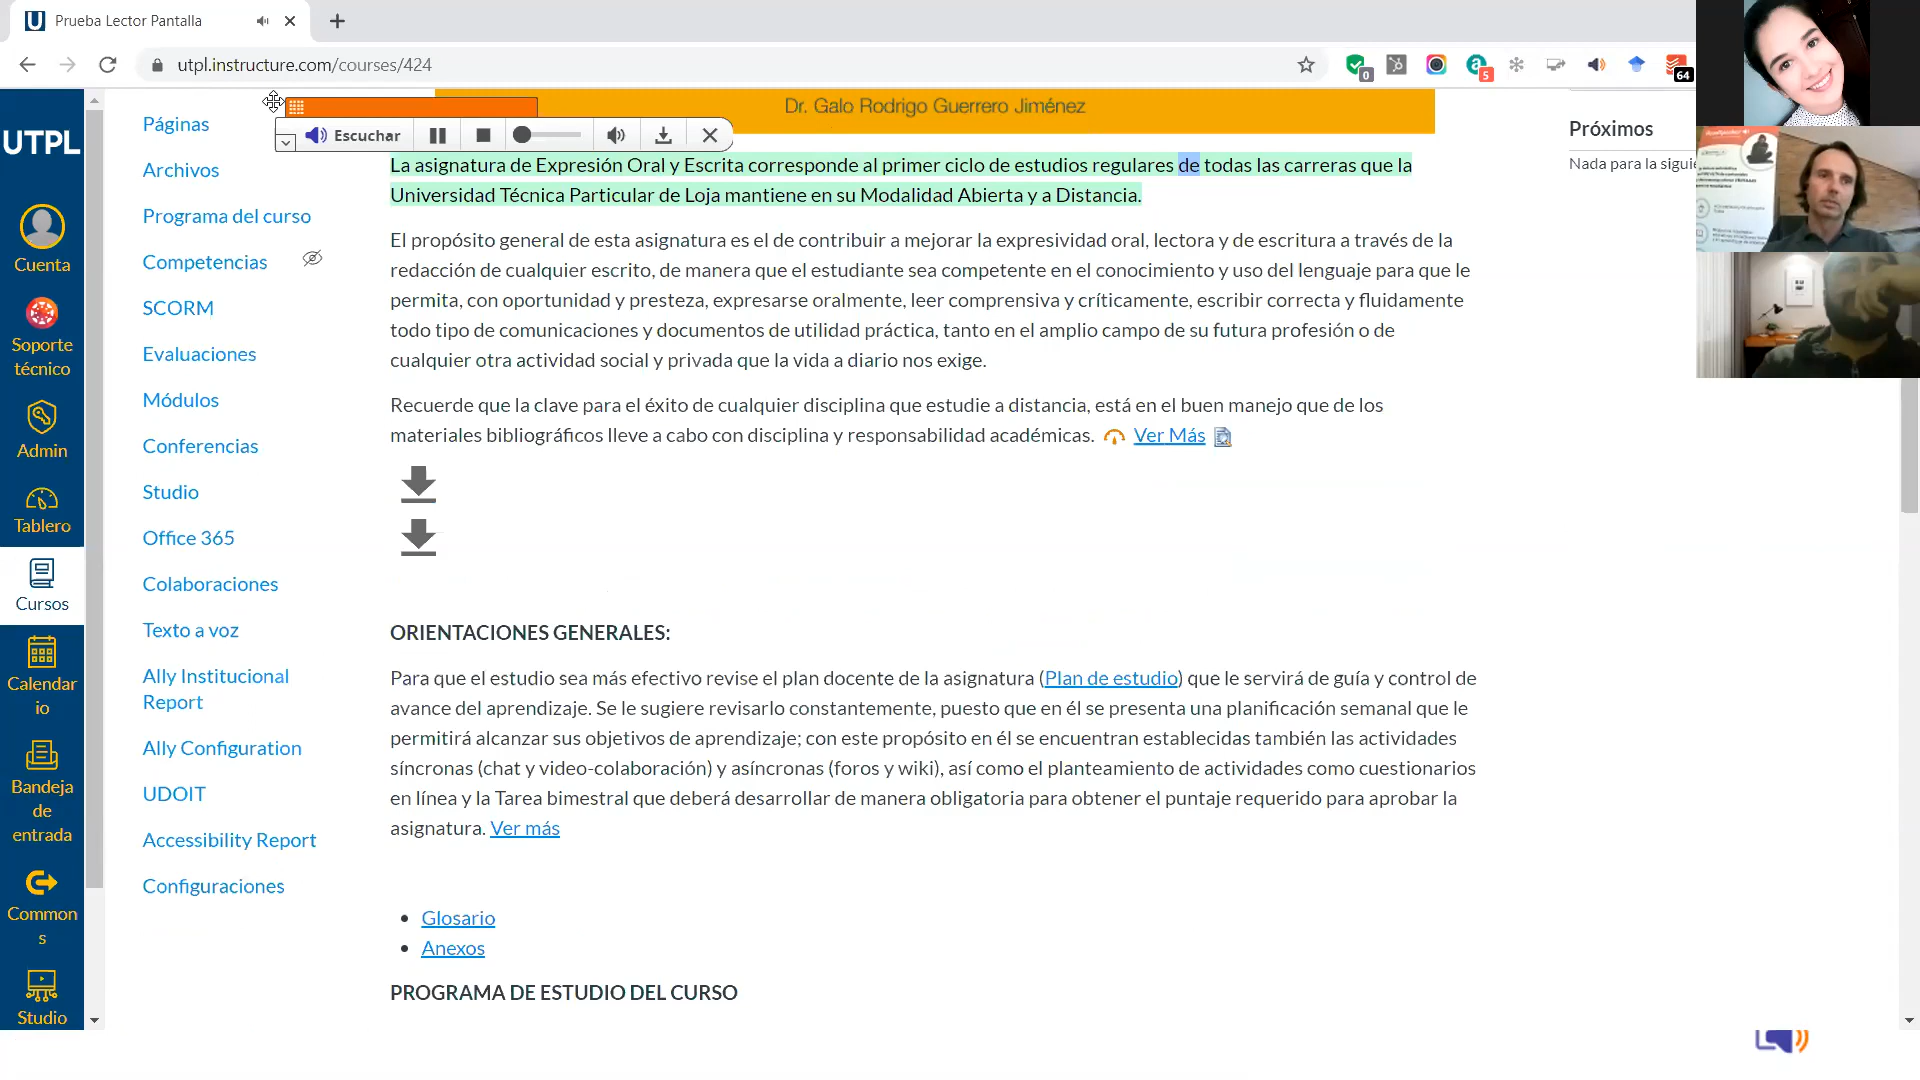 Prueba Lector Pantalla
utpl.instructure.com/courses/424
0
5
64
UTPL
Cuenta
Soporte
técnico
Admin
Tablero
Cursos
Calendar
io
Bandeja
de
entrada
Common
s
Studio
Páginas
Archivos
Programa del curso
Competencias
SCORM
Evaluaciones
Módulos
Conferencias
Studio
Office 365
Colaboraciones
Texto a voz
Ally Institucional
Report
Ally Configuration
UDOIT
Accessibility Report
Configuraciones
Dr. Galo Rodrigo Guerrero Jiménez
Escuchar
La asignatura de Expresión Oral y Escrita corresponde al primer ciclo de estudios regulares de todas las carreras que la
Universidad Técnica Particular de Loja mantiene en su Modalidad Abierta y a Distancia.
El propósito general de esta asignatura es el de contribuir a mejorar la expresividad oral, lectora y de escritura a través de la
redacción de cualquier escrito, de manera que el estudiante sea competente en el conocimiento y uso del lenguaje para que le
permita, con oportunidad y presteza, expresarse oralmente, leer comprensiva y críticamente, escribir correcta y fluidamente
todo tipo de comunicaciones y documentos de utilidad práctica, tanto en el amplio campo de su futura profesión o de
cualquier otra actividad social y privada que la vida a diario nos exige.
Recuerde que la clave para el éxito de cualquier disciplina que estudie a distancia, está en el buen manejo que de los
materiales bibliográficos lleve a cabo con disciplina y responsabilidad académicas. Ver Más
ORIENTACIONES GENERALES:
Para que el estudio sea más efectivo revise el plan docente de la asignatura (Plan de estudio) que le servirá de guía y control de
avance del aprendizaje. Se le sugiere revisarlo constantemente, puesto que en él se presenta una planificación semanal que le
permitirá alcanzar sus objetivos de aprendizaje; con este propósito en él se encuentran establecidas también las actividades
síncronas (chat y video-colaboración) y asíncronas (foros y wiki), así como el planteamiento de actividades como cuestionarios
en línea y la Tarea bimestral que deberá desarrollar de manera obligatoria para obtener el puntaje requerido para aprobar la
asignatura. Ver más
Glosario
Anexos
PROGRAMA DE ESTUDIO DEL CURSO
Próximos
Nada para la siguie